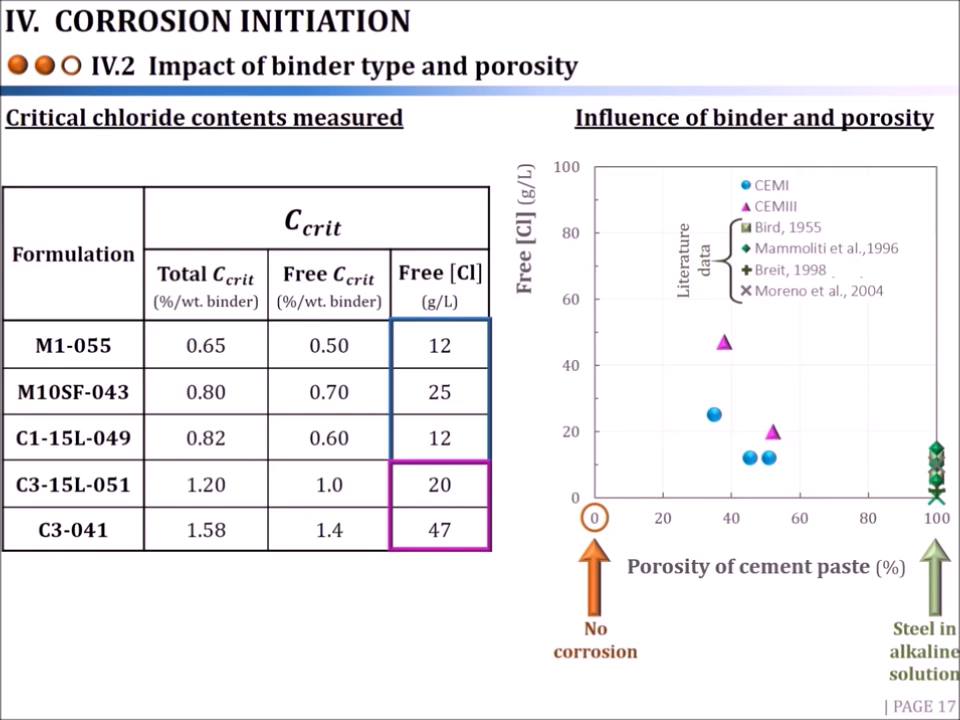 IV. CORROSION INITIATION
IV.2 Impact of binder type and porosity
Critical chloride contents measured
Formulation
C_crit
Total C_crit
(%/wt. binder)
Free C_crit
(%/wt. binder)
Free [Cl]
(g/L)
M1-055 0.65 0.50 12
M10SF-043 0.80 0.70 25
C1-15L-049 0.82 0.60 12
C3-15L-051 1.20 1.0 20
C3-041 1.58 1.4 47
Influence of binder and porosity
Free [Cl] (g/L)
100
80
60
40
20
0
CEMI
CEMIII
Literature
data
Bird, 1955
Mammoliti et al.,1996
Breit, 1998
Moreno et al., 2004
0 20 40 60 80 100
Porosity of cement paste (%)
No
corrosion
Steel in
alkaline
solution
| PAGE 17